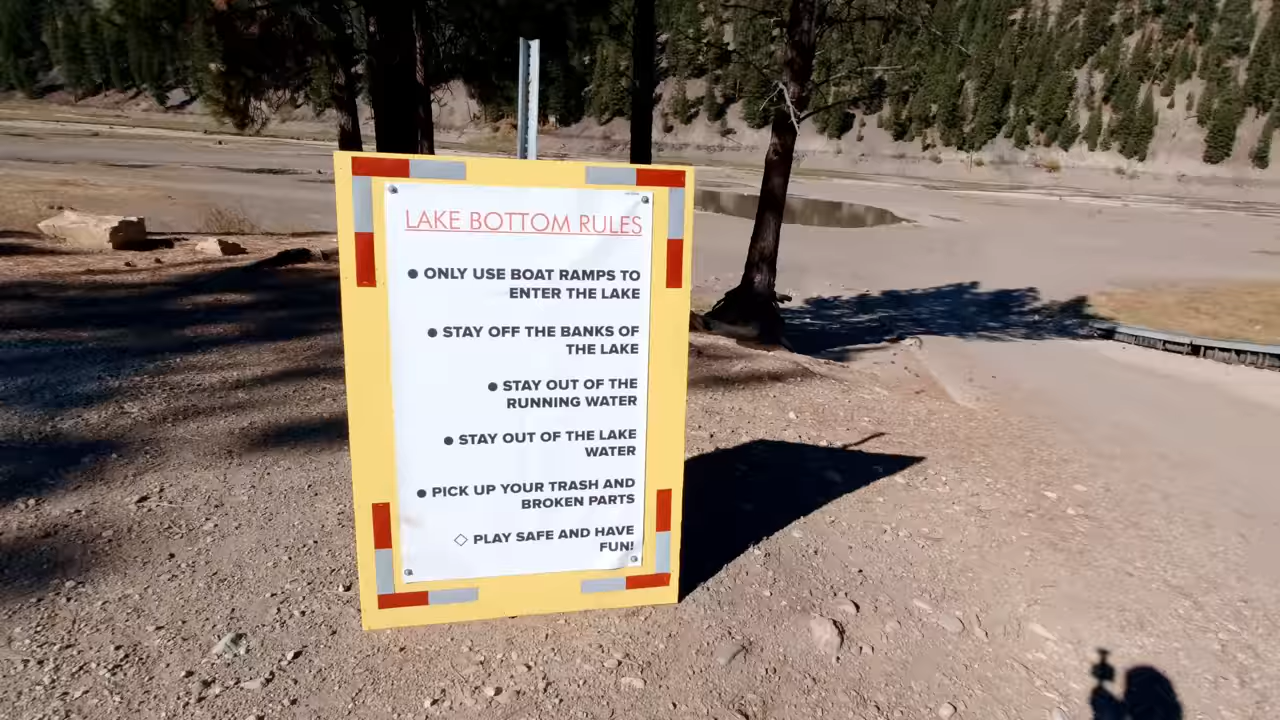 LAKE BOTTOM RULES
● ONLY USE BOAT RAMPS TO
ENTER THE LAKE
● STAY OFF THE BANKS OF
THE LAKE
● STAY OUT OF THE
RUNNING WATER
● STAY OUT OF THE LAKE
WATER
● PICK UP YOUR TRASH AND
BROKEN PARTS
◇ PLAY SAFE AND HAVE
FUN!